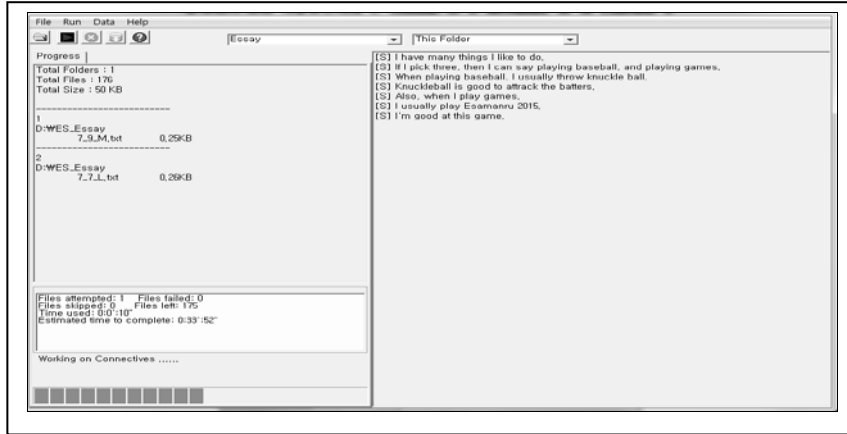 File Run Data Help
Essay This Folder
Progress
Total Folders : 1
Total Files : 176
Total Size : 50 KB
---------------------------
1
D:₩ES_Essay
7_9_M,txt 0,25KB
---------------------------
2
D:₩ES_Essay
7_7_L,txt 0,26KB
Files attempted: 1 Files failed: 0
Files skipped: 0 Files left: 175
Time used: 0:0':10"
Estimated time to complete: 0:33':52"
Working on Connectives ......
[S] I have many things I like to do,
[S] If I pick three, then I can say playing baseball, and playing games,
[S] When playing baseball, I usually throw knuckle ball,
[S] Knuckleball is good to attrack the batters,
[S] Also, when I play games,
[S] I usually play Esamanru 2015,
[S] I'm good at this game,